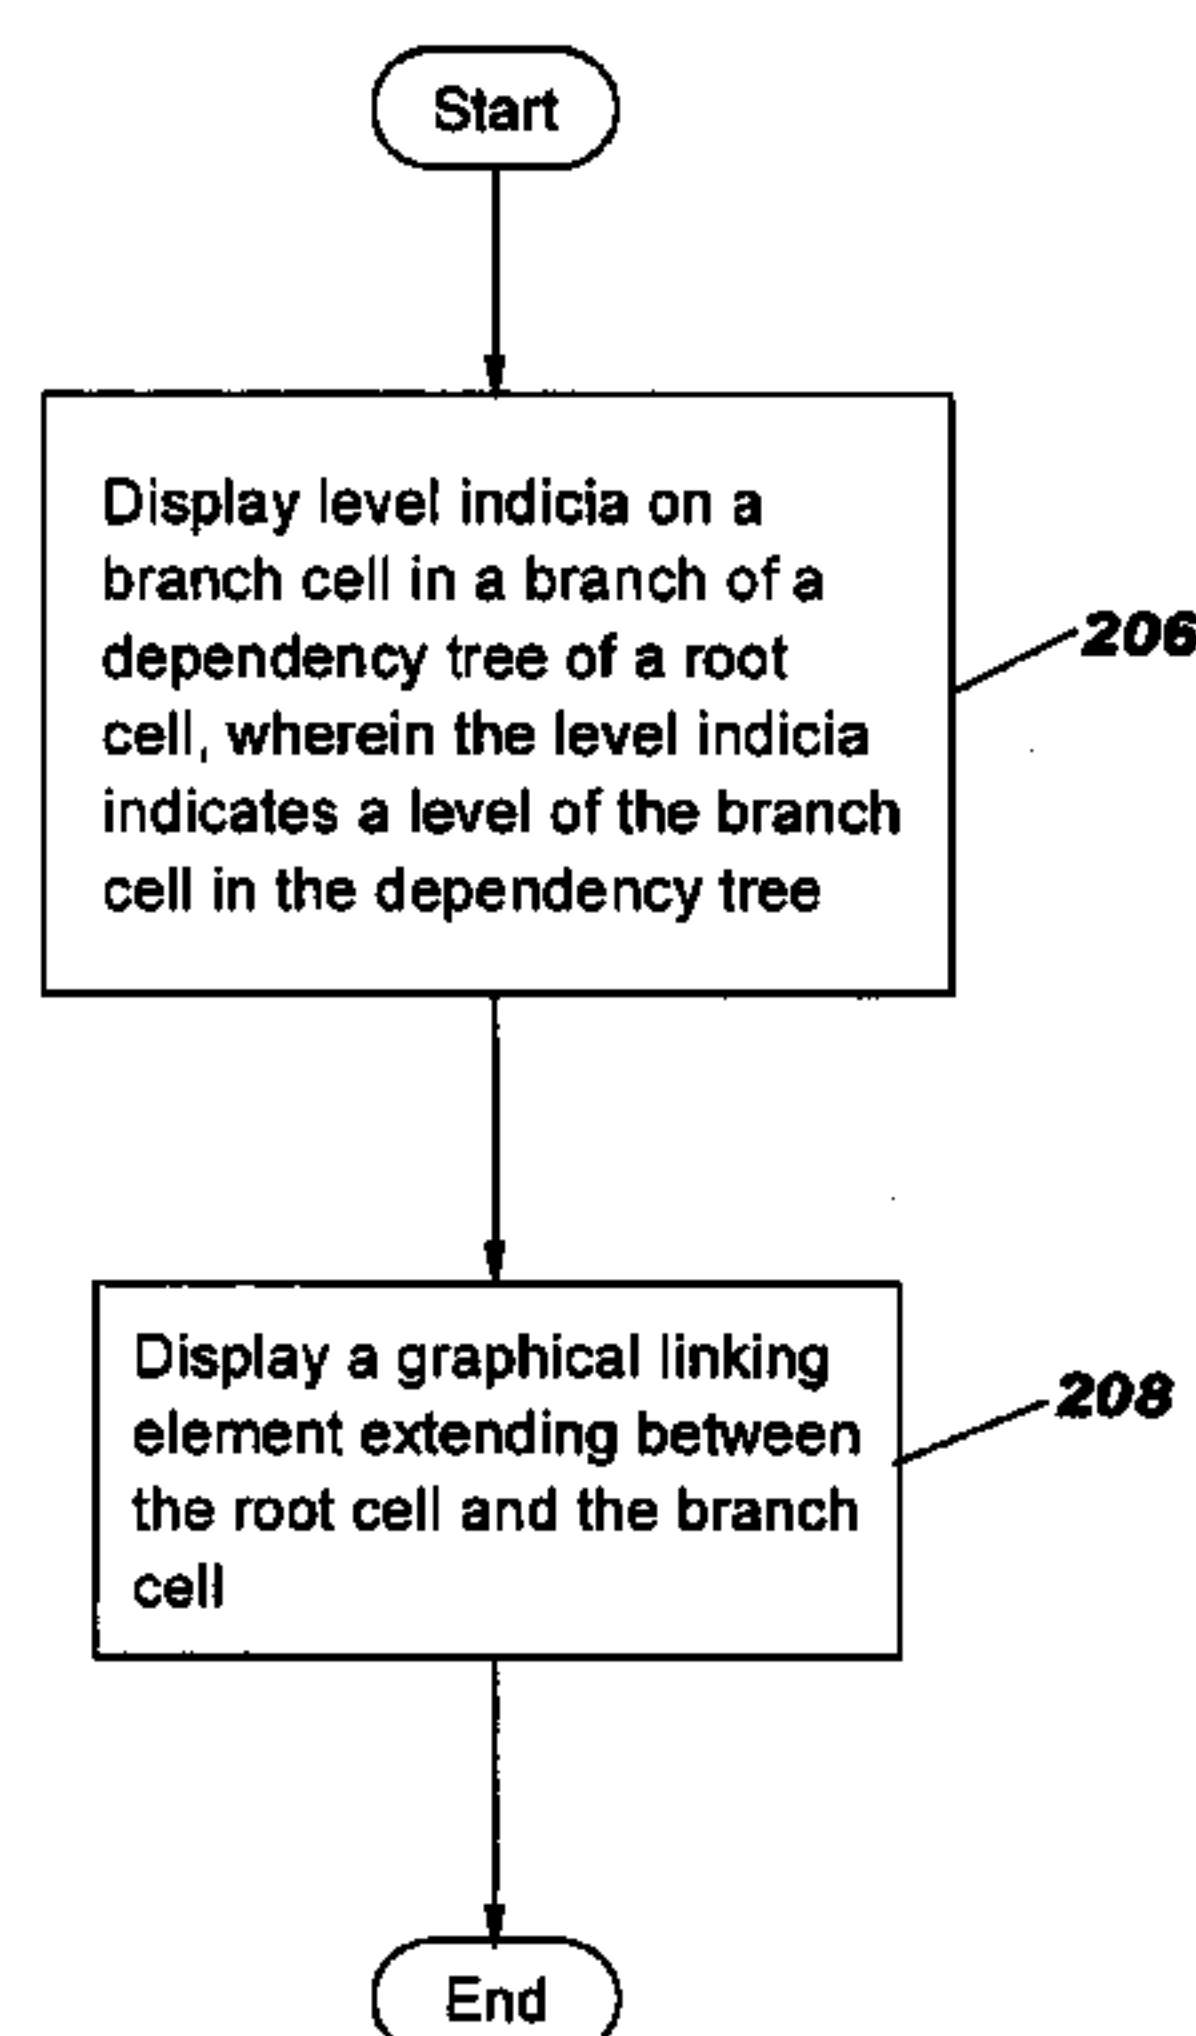 Start
Display level indicia on a
branch cell in a branch of a
dependency tree of a root
cell, wherein the level indicia
indicates a level of the branch
cell in the dependency tree
206
Display a graphical linking
element extending between
the root cell and the branch
cell
208
End